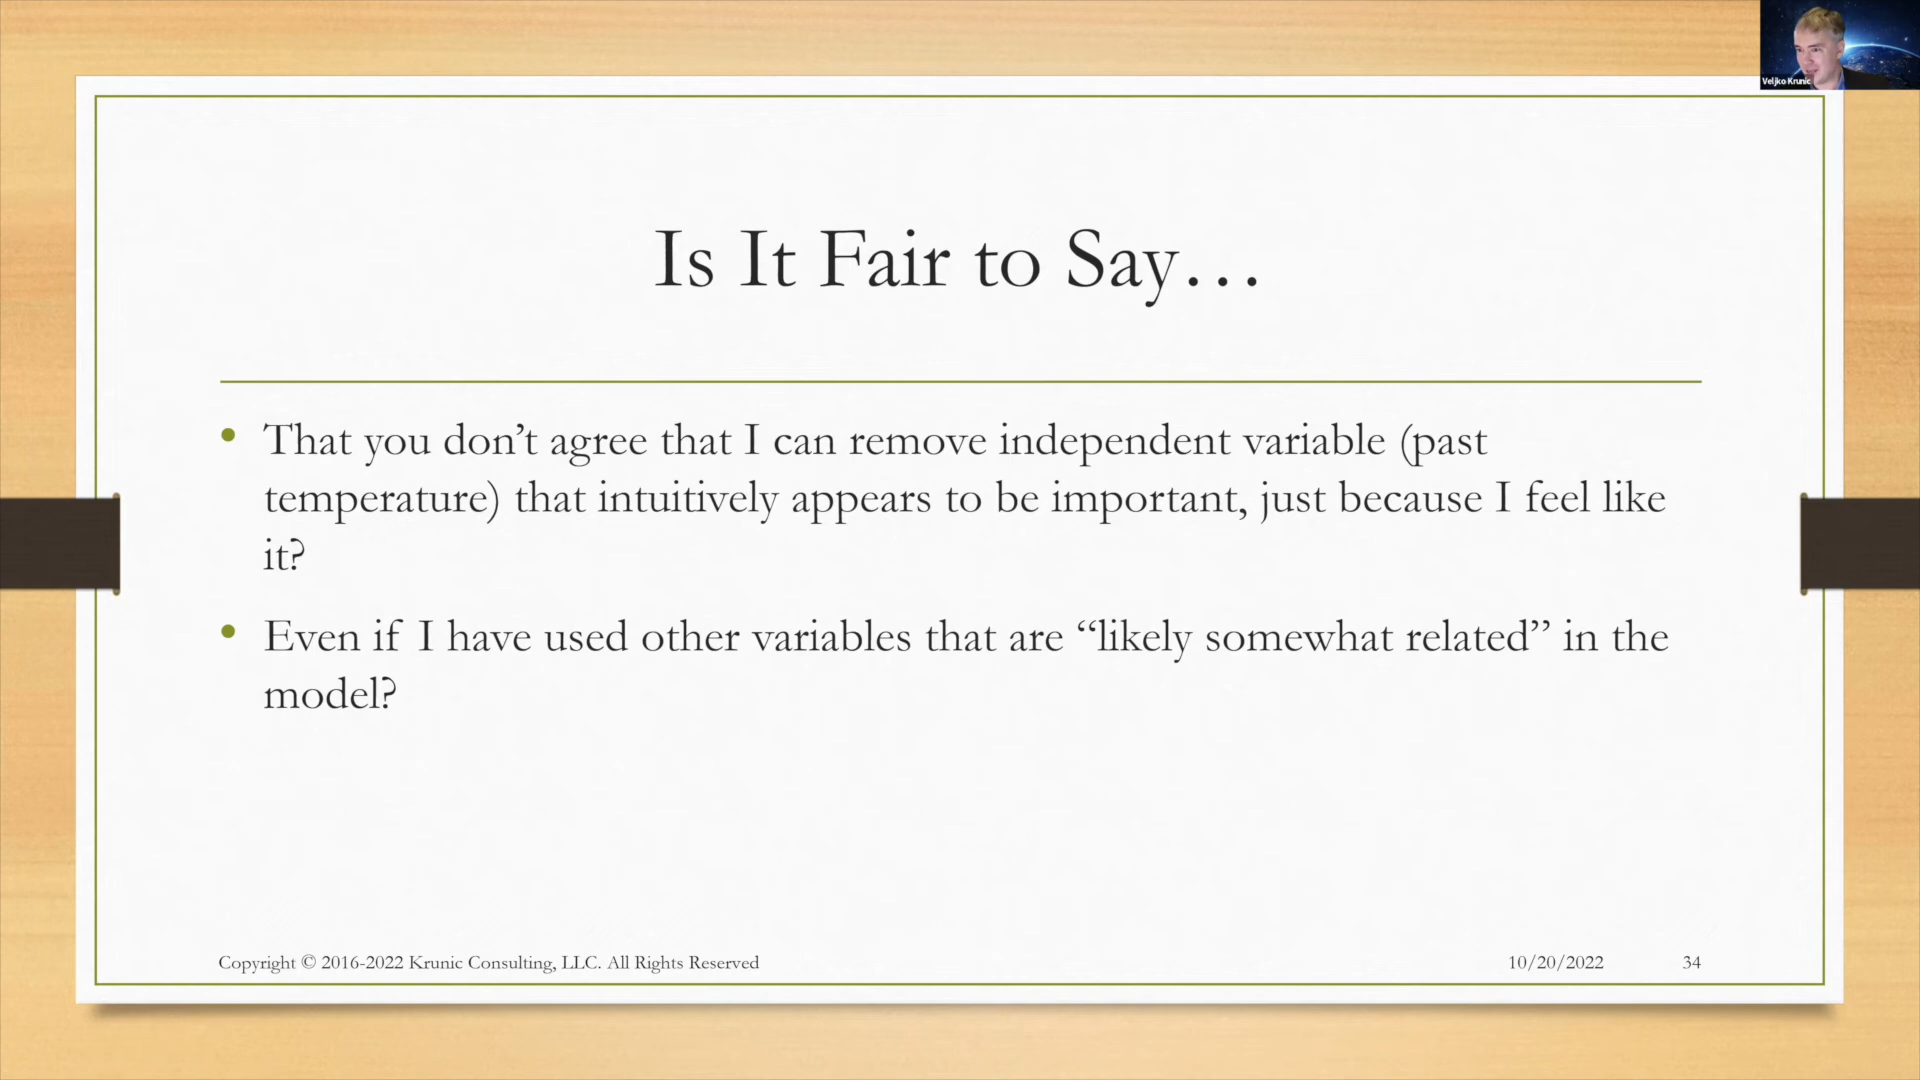 Veljko Krunic
Is It Fair to Say…
• That you don’t agree that I can remove independent variable (past
temperature) that intuitively appears to be important, just because I feel like
it?
• Even if I have used other variables that are “likely somewhat related” in the
model?
Copyright © 2016-2022 Krunic Consulting, LLC. All Rights Reserved
10/20/2022
34